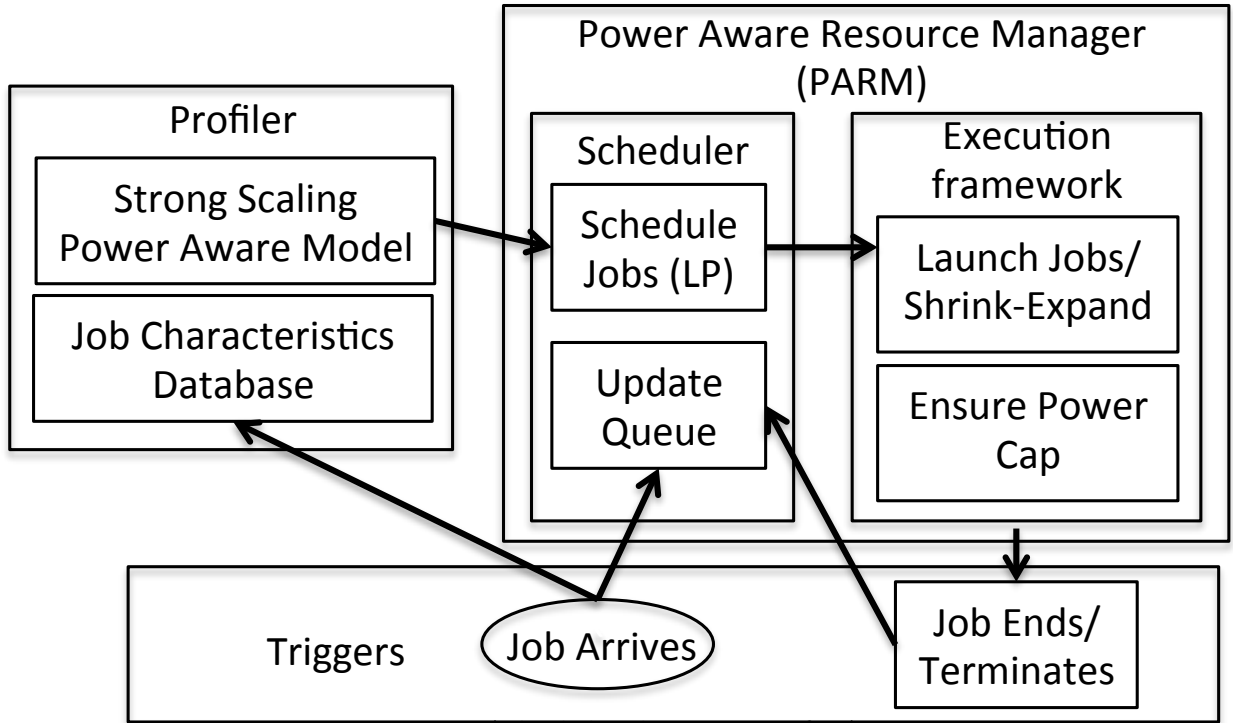 Power Aware Resource Manager
(PARM)
Profiler
Strong Scaling
Power Aware Model
Job Characteristics
Database
Scheduler
Schedule
Jobs (LP)
Update
Queue
Execution
framework
Launch Jobs/
Shrink-Expand
Ensure Power
Cap
Triggers
Job Arrives
Job Ends/
Terminates